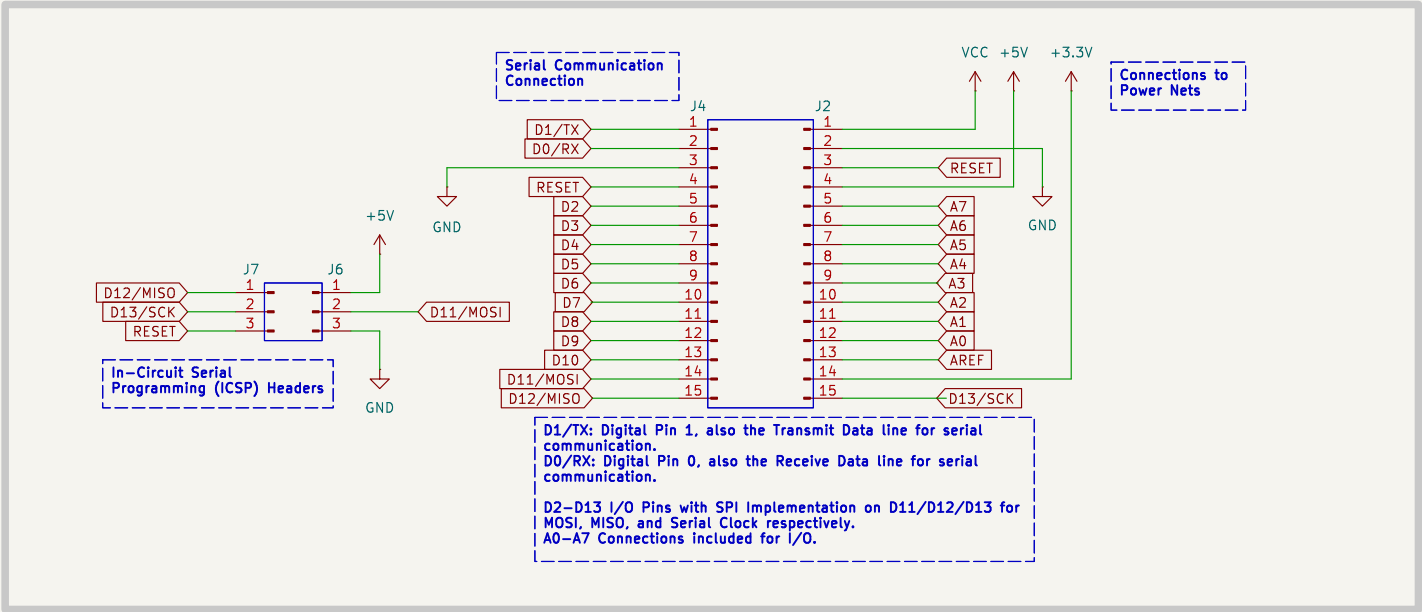 VCC +5V +3.3V
Serial Communication
Connection
Connections to
Power Nets
J4 J2
D1/TX 1 1
D0/RX 2 2
3 3 RESET
RESET 4 4
D2 5 5 A7
D3 6 6 A6
GND GND
D4 7 7 A5
D5 8 8 A4
D6 9 9 A3
D7 10 10 A2
D8 11 11 A1
D9 12 12 A0
D10 13 13 AREF
D11/MOSI 14 14
D12/MISO 15 15 D13/SCK
+5V
J7 J6
D12/MISO 1 1
D13/SCK 2 2 D11/MOSI
RESET 3 3
In-Circuit Serial
Programming (ICSP) Headers
GND
D1/TX: Digital Pin 1, also the Transmit Data line for serial
communication.
D0/RX: Digital Pin 0, also the Receive Data line for serial
communication.
D2-D13 I/O Pins with SPI Implementation on D11/D12/D13 for
MOSI, MISO, and Serial Clock respectively.
A0-A7 Connections included for I/O.